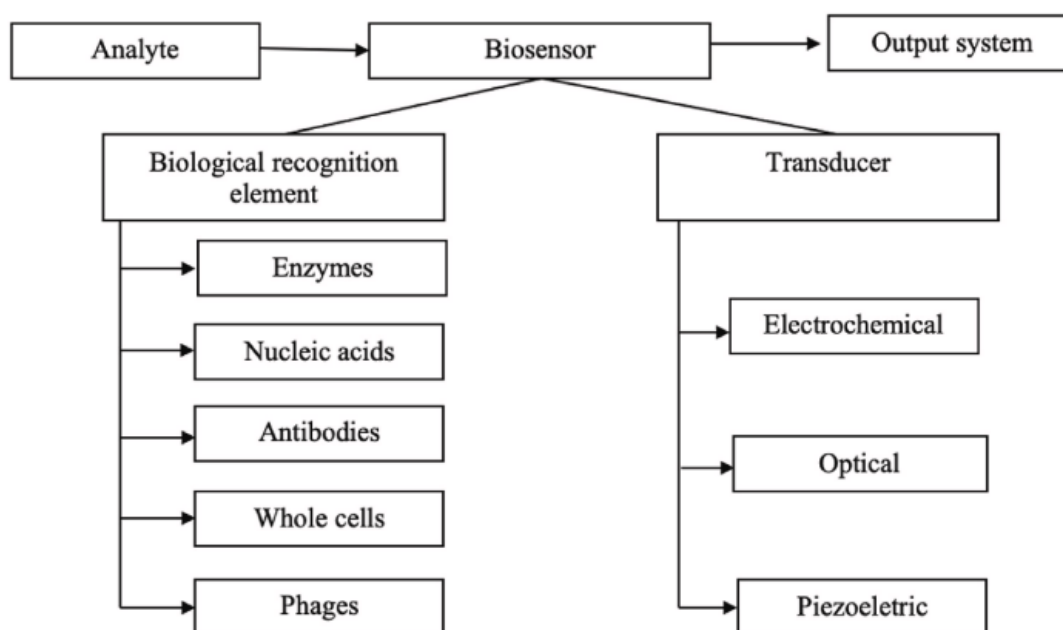 Analyte
Biosensor
Output system
Biological recognition
element
Transducer
Enzymes
Nucleic acids
Antibodies
Whole cells
Phages
Electrochemical
Optical
Piezoeletric